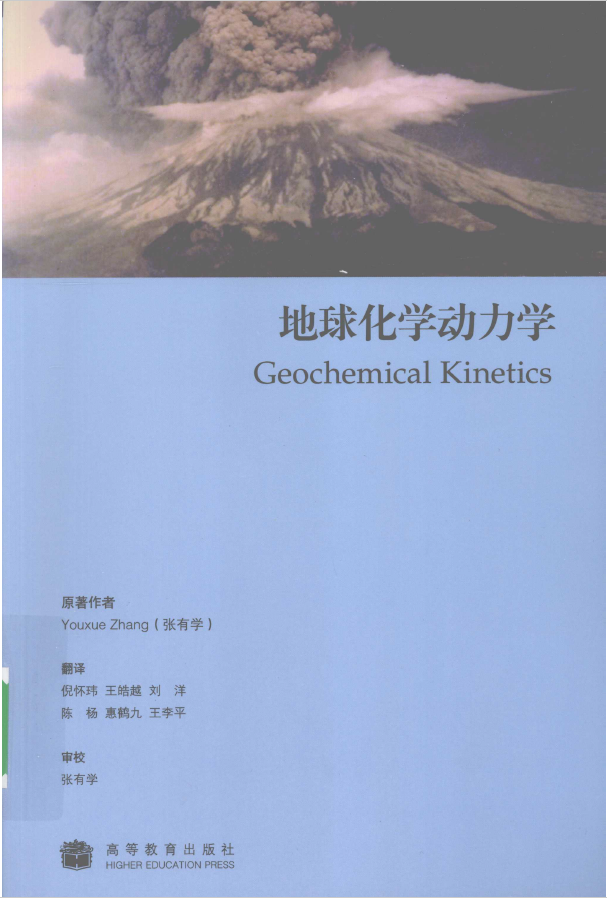 地球化学动力学
Geochemical Kinetics
原著作者
Youxue Zhang（张有学）
翻译
倪怀玮 王皓越 刘　洋
陈　杨 惠鹤九 王李平
审校
张有学
高等教育出版社
HIGHER EDUCATION PRESS